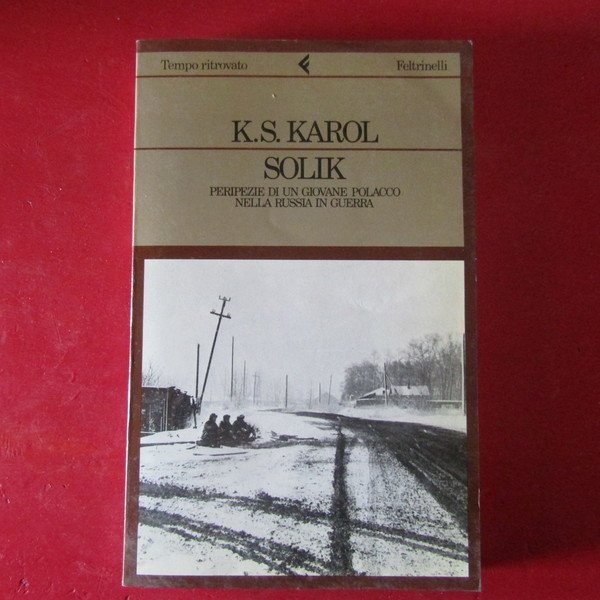 Tempo ritrovato Feltrinelli
K.S. KAROL
SOLIK
PERIPEZIE DI UN GIOVANE POLACCO
NELLA RUSSIA IN GUERRA